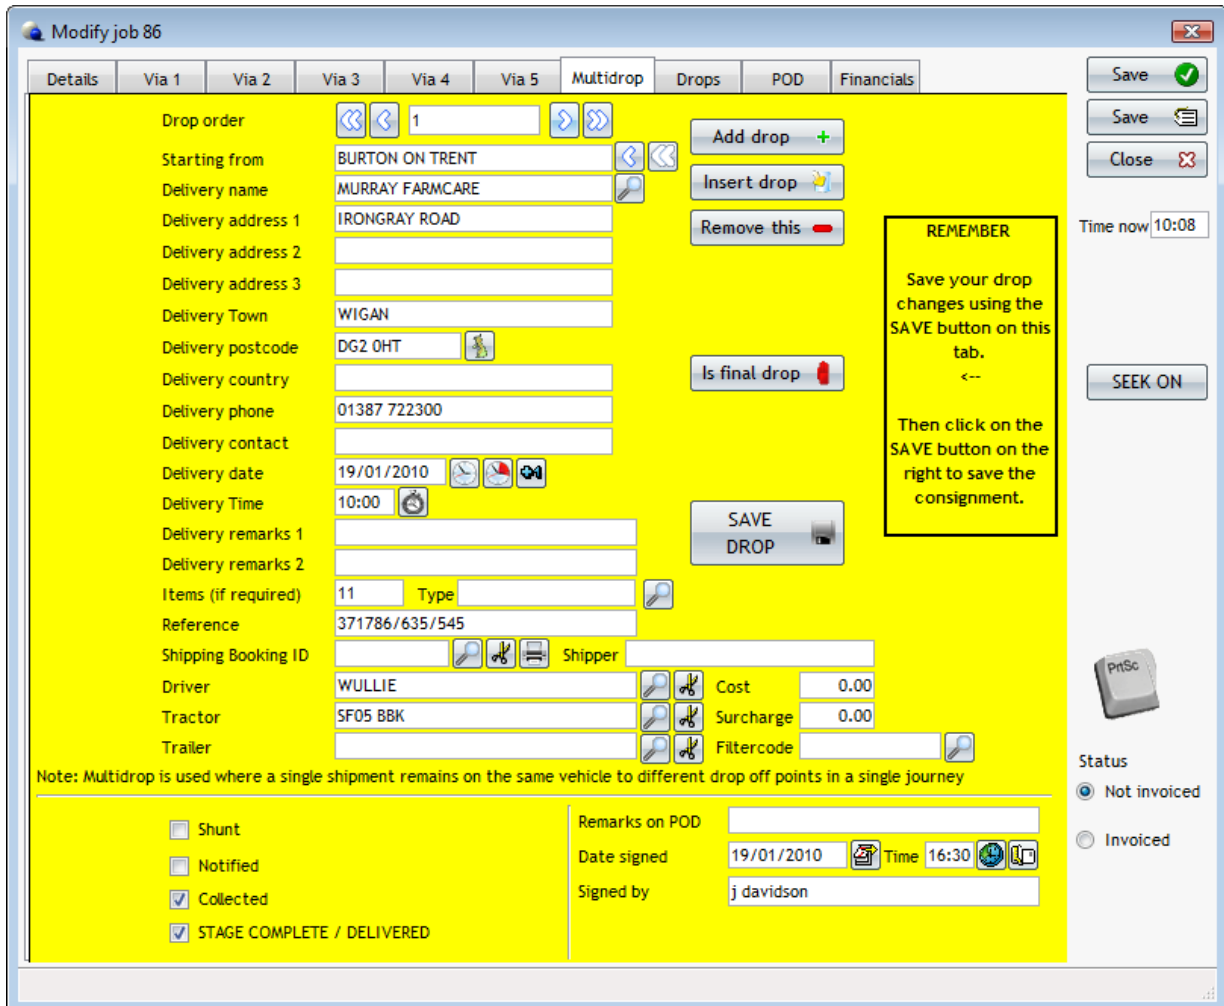 Modify job 86
Details Via 1 Via 2 Via 3 Via 4 Via 5 Multidrop Drops POD Financials
Save
Save
Close
Time now 10:08
SEEK ON
Drop order 1
Starting from BURTON ON TRENT
Delivery name MURRAY FARMCARE
Delivery address 1 IRONGRAY ROAD
Delivery address 2
Delivery address 3
Delivery Town WIGAN
Delivery postcode DG2 0HT
Delivery country
Delivery phone 01387 722300
Delivery contact
Delivery date 19/01/2010
Delivery Time 10:00
Delivery remarks 1
Delivery remarks 2
Items (if required) 11 Type
Reference 371786/635/545
Shipping Booking ID Shipper
Driver WULLIE Cost 0.00
Tractor SF05 BBK Surcharge 0.00
Trailer Filtercode
Add drop +
Insert drop
Remove this
Is final drop
SAVE
DROP
REMEMBER
Save your drop
changes using the
SAVE button on this
tab.
<--
Then click on the
SAVE button on the
right to save the
consignment.
Note: Multidrop is used where a single shipment remains on the same vehicle to different drop off points in a single journey
Shunt
Notified
Collected
STAGE COMPLETE / DELIVERED
Remarks on POD
Date signed 19/01/2010 Time 16:30
Signed by j davidson
PrtSc
Status
Not invoiced
Invoiced